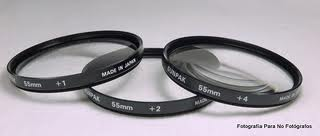 MADE IN JAPAN
55mm +1
SUNPAK 55mm +2
SUNPAK 55mm +4
Fotografia Para No Fotógrafos